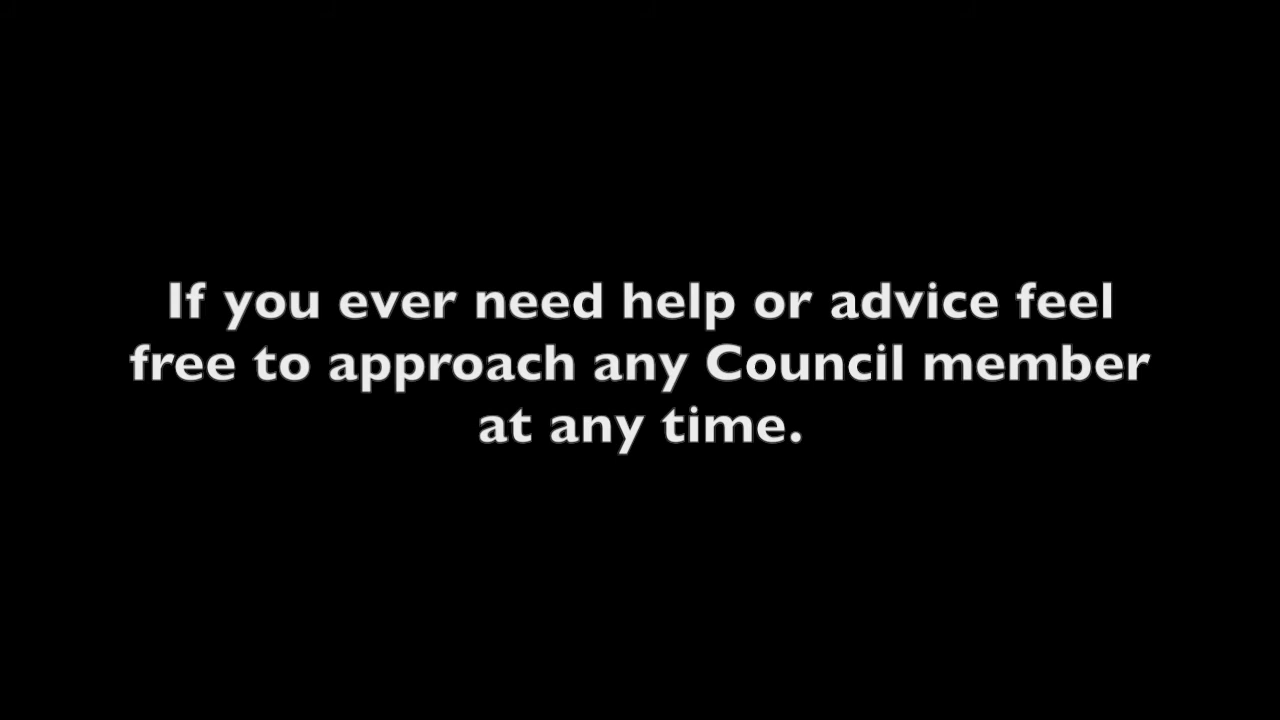 If you ever need help or advice feel
free to approach any Council member
at any time.